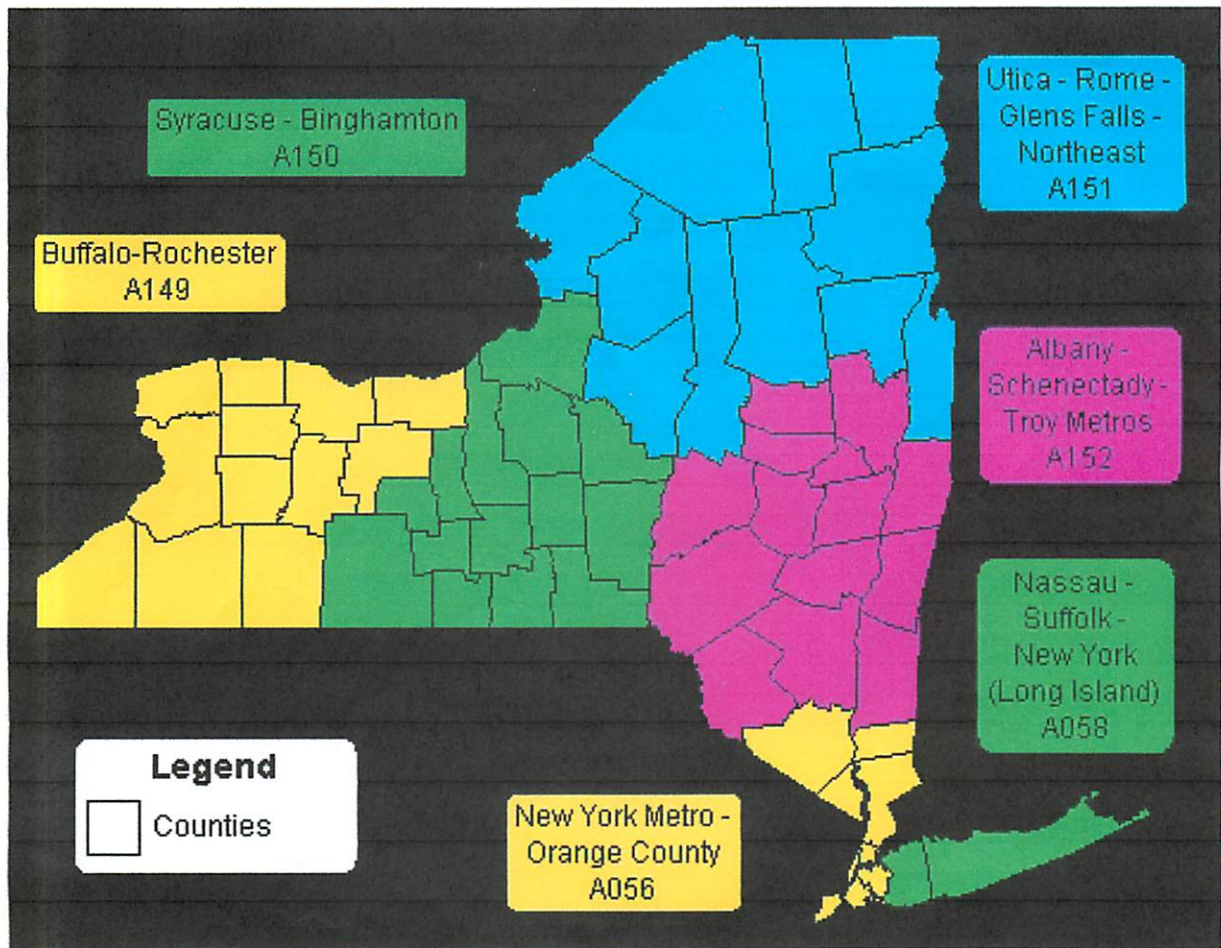 Syracuse - Binghamton
A150
Utica - Rome -
Glens Falls -
Northeast
A151
Buffalo-Rochester
A149
Albany -
Schenectady -
Troy Metros
A152
Nassau -
Suffolk -
New York
(Long Island)
A058
Legend
Counties
New York Metro -
Orange County
A056